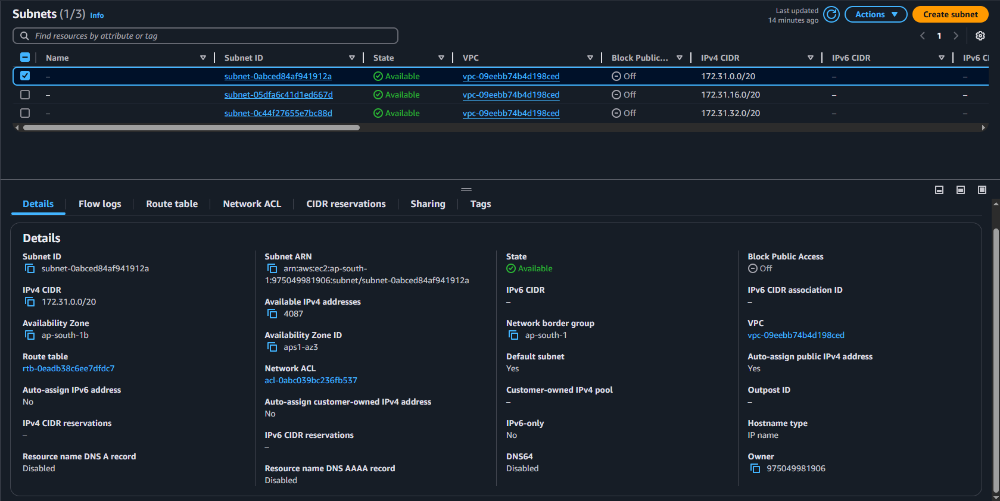 Subnets (1/3) Info
Last updated
14 minutes ago
Actions
Create subnet
Find resources by attribute or tag
1
Name Subnet ID State VPC Block Public... IPv4 CIDR IPv6 CIDR IPv6 CI
– subnet-0abced84af941912a Available vpc-09eebb74b4d198ced Off 172.31.0.0/20 – –
– subnet-05dfa6c41d1ed667d Available vpc-09eebb74b4d198ced Off 172.31.16.0/20 – –
– subnet-0c44f27655e7bc88d Available vpc-09eebb74b4d198ced Off 172.31.32.0/20 – –
Details Flow logs Route table Network ACL CIDR reservations Sharing Tags
Details
Subnet ID
subnet-0abced84af941912a
IPv4 CIDR
172.31.0.0/20
Availability Zone
ap-south-1b
Route table
rtb-0eadb38c6ee7dfdc7
Auto-assign IPv6 address
No
IPv4 CIDR reservations
–
Resource name DNS A record
Disabled
Subnet ARN
arn:aws:ec2:ap-south-
1:975049981906:subnet/subnet-0abced84af941912a
Available IPv4 addresses
4087
Availability Zone ID
aps1-az3
Network ACL
acl-0abc039bc236fb537
Auto-assign customer-owned IPv4 address
No
IPv6 CIDR reservations
–
Resource name DNS AAAA record
Disabled
State
Available
IPv6 CIDR
–
Network border group
ap-south-1
Default subnet
Yes
Customer-owned IPv4 pool
–
IPv6-only
No
DNS64
Disabled
Block Public Access
Off
IPv6 CIDR association ID
–
VPC
vpc-09eebb74b4d198ced
Auto-assign public IPv4 address
Yes
Outpost ID
–
Hostname type
IP name
Owner
975049981906